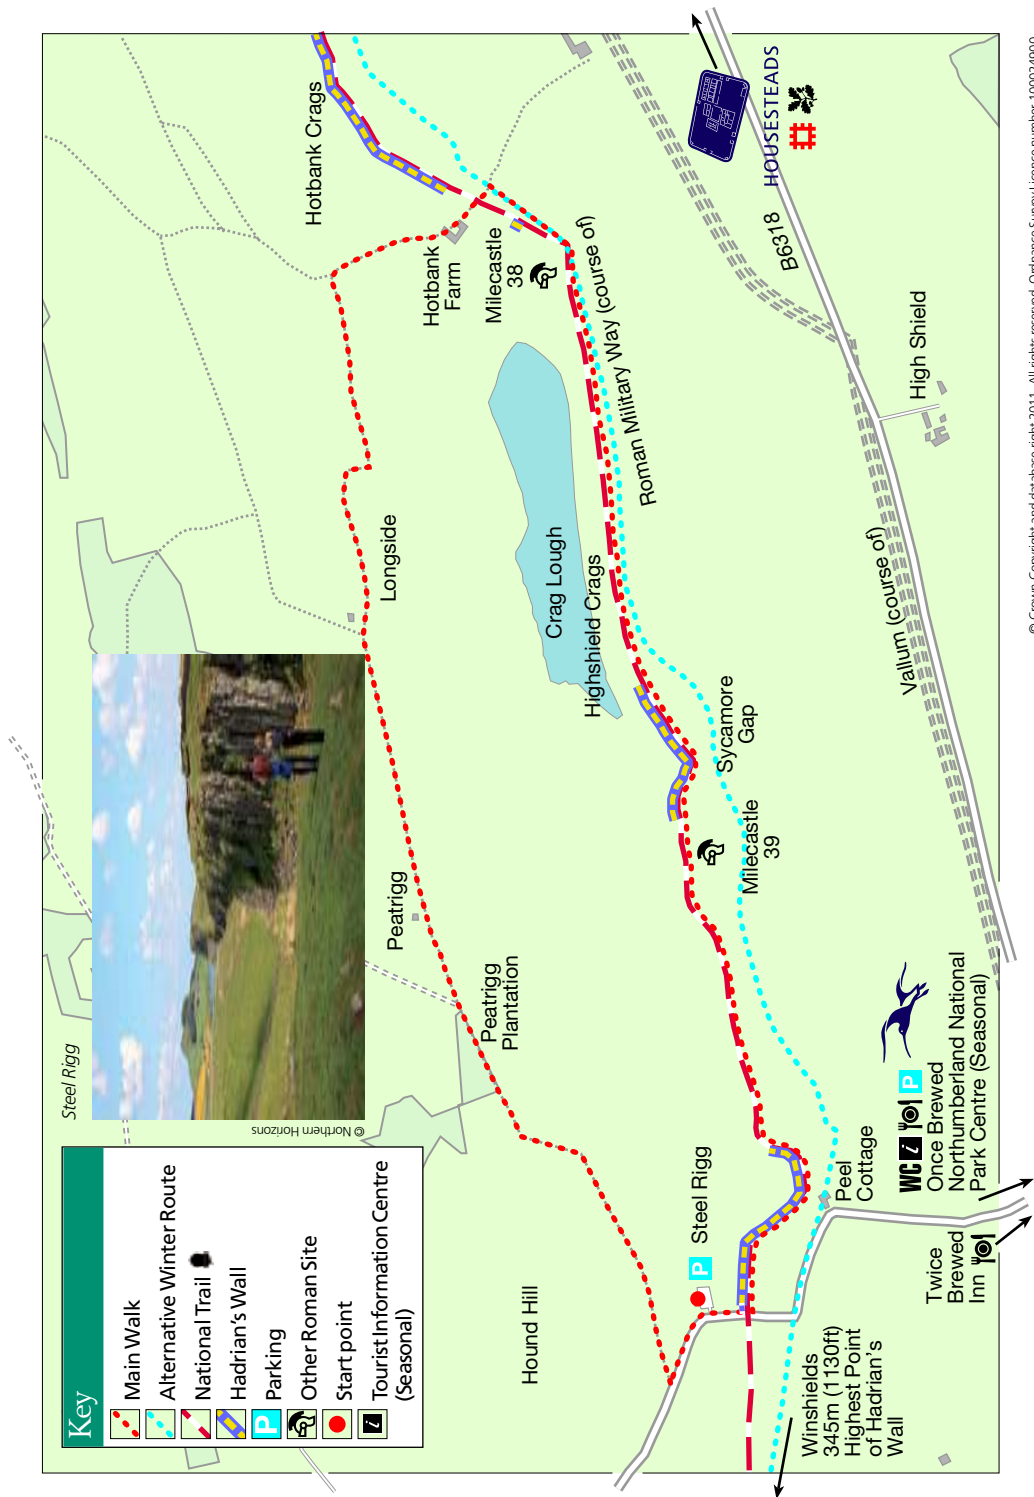 Key
Main Walk
Alternative Winter Route
National Trail
Hadrian's Wall
P Parking
Other Roman Site
Start point
i Tourist Information Centre
(Seasonal)
Steel Rigg
© Northern Horizons
Hotbank Crags
Hotbank
Farm
Milecastle
38
Longside
Crag Lough
Highshield Crags
Roman Military Way (course of)
Peatrigg
Peatrigg
Plantation
Sycamore
Gap
Milecastle
39
Hound Hill
P Steel Rigg
Peel
Cottage
Winshields
345m (1130ft)
Highest Point
of Hadrian's
Wall
Twice
Brewed
Inn
WC i P
Once Brewed
Northumberland National
Park Centre (Seasonal)
Vallum (course of)
High Shield
B6318
HOUSESTEADS